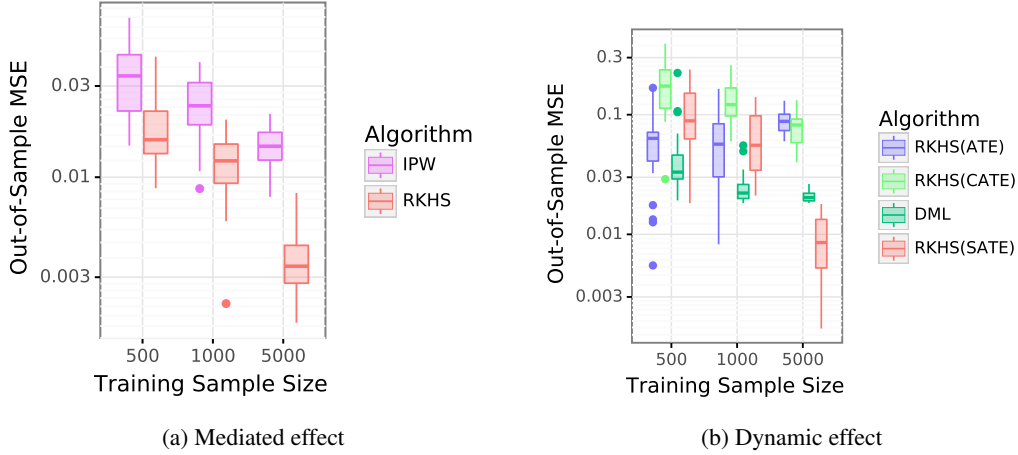 Out-of-Sample MSE
0.03
0.01
0.003
500 1000 5000
Training Sample Size
Algorithm
IPW
RKHS
(a) Mediated effect
Out-of-Sample MSE
0.3
0.1
0.03
0.01
0.003
500 1000 5000
Training Sample Size
Algorithm
RKHS(ATE)
RKHS(CATE)
DML
RKHS(SATE)
(b) Dynamic effect